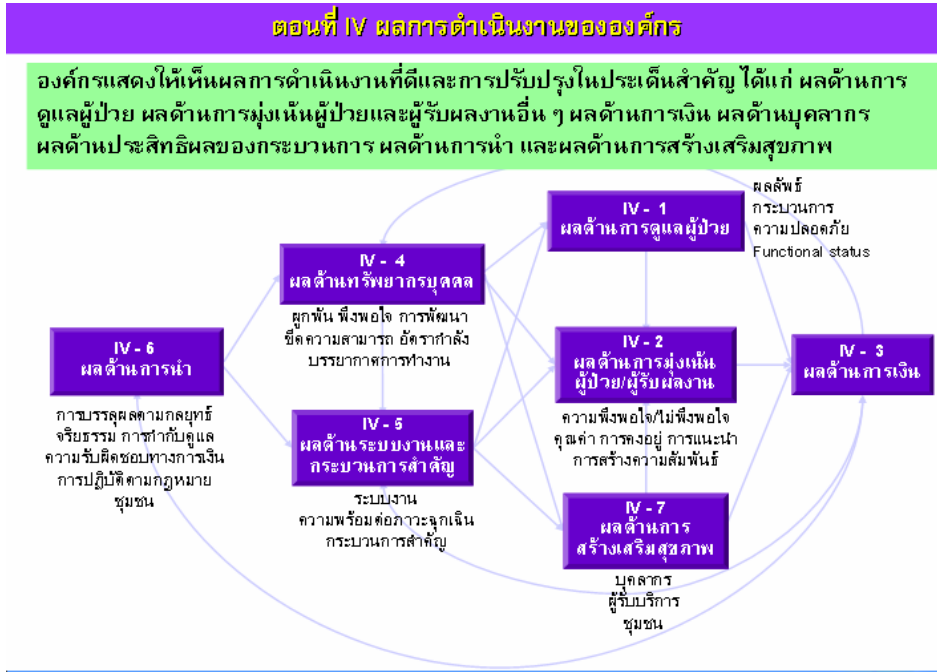 ตอนที่ IV ผลการดำเนินงานขององค์กร
องค์กรแสดงให้เห็นผลการดำเนินงานที่ดีและการปรับปรุงในประเด็นสำคัญ ได้แก่ ผลด้านการ
ดูแลผู้ป่วย ผลด้านการมุ่งเน้นผู้ป่วยและผู้รับผลงานอื่น ๆ ผลด้านการเงิน ผลด้านบุคลากร
ผลด้านประสิทธิผลของกระบวนการ ผลด้านการนำ และผลด้านการสร้างเสริมสุขภาพ
IV - 1
ผลด้านการดูแลผู้ป่วย
ผลลัพธ์
กระบวนการ
ความปลอดภัย
Functional status
IV - 4
ผลด้านทรัพยากรบุคคล
ผูกพัน พึงพอใจ การพัฒนา
ขีดความสามารถ อัตรากำลัง
บรรยากาศการทำงาน
IV - 6
ผลด้านการนำ
การบรรลุผลตามกลยุทธ์
จริยธรรม การกำกับดูแล
ความรับผิดชอบทางการเงิน
การปฏิบัติตามกฎหมาย
ชุมชน
IV - 2
ผลด้านการมุ่งเน้น
ผู้ป่วย/ผู้รับผลงาน
ความพึงพอใจ/ไม่พึงพอใจ
คุณค่า การคงอยู่ การแนะนำ
การสร้างความสัมพันธ์
IV - 3
ผลด้านการเงิน
IV - 5
ผลด้านระบบงานและ
กระบวนการสำคัญ
ระบบงาน
ความพร้อมต่อภาวะฉุกเฉิน
กระบวนการสำคัญ
IV - 7
ผลด้านการ
สร้างเสริมสุขภาพ
บุคลากร
ผู้รับบริการ
ชุมชน